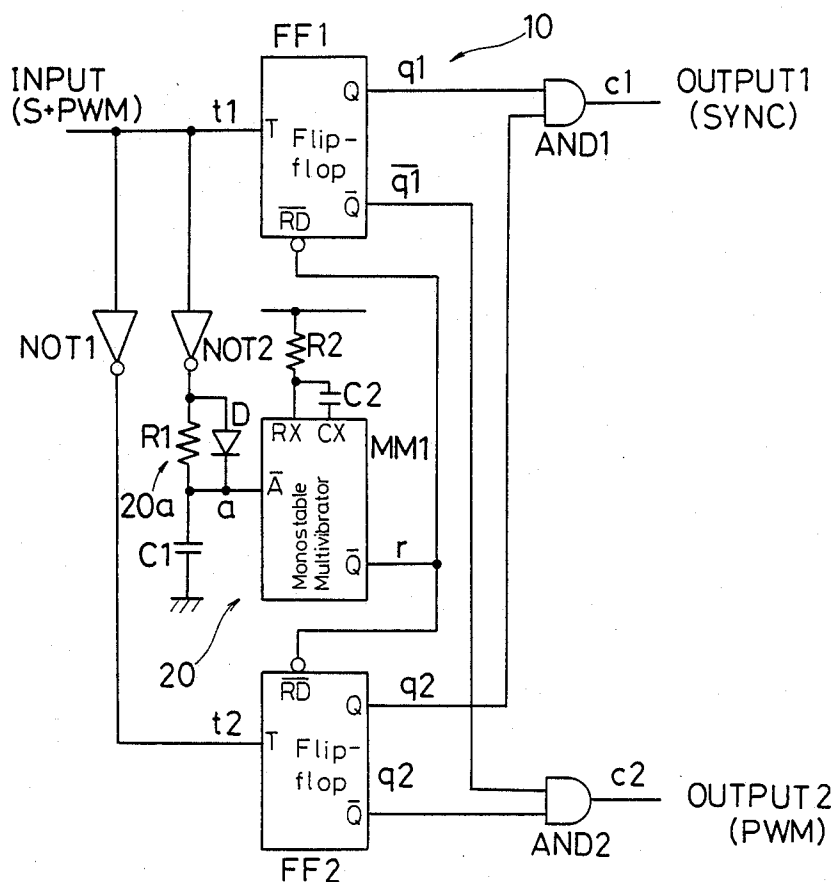 FF1
10
INPUT
(S+PWM)
t1
T
Flip-
flop
Q
Q̅
R̅D̅
q1
q̅1̅
AND1
c1
OUTPUT1
(SYNC)
NOT1
NOT2
R2
C2
R1
D
20a
a
C1
RX
CX
MM1
A̅
Monostable
Multivibrator
Q̅
r
20
R̅D̅
t2
T
Flip-
flop
Q
Q̅
q2
q2
FF2
AND2
c2
OUTPUT2
(PWM)